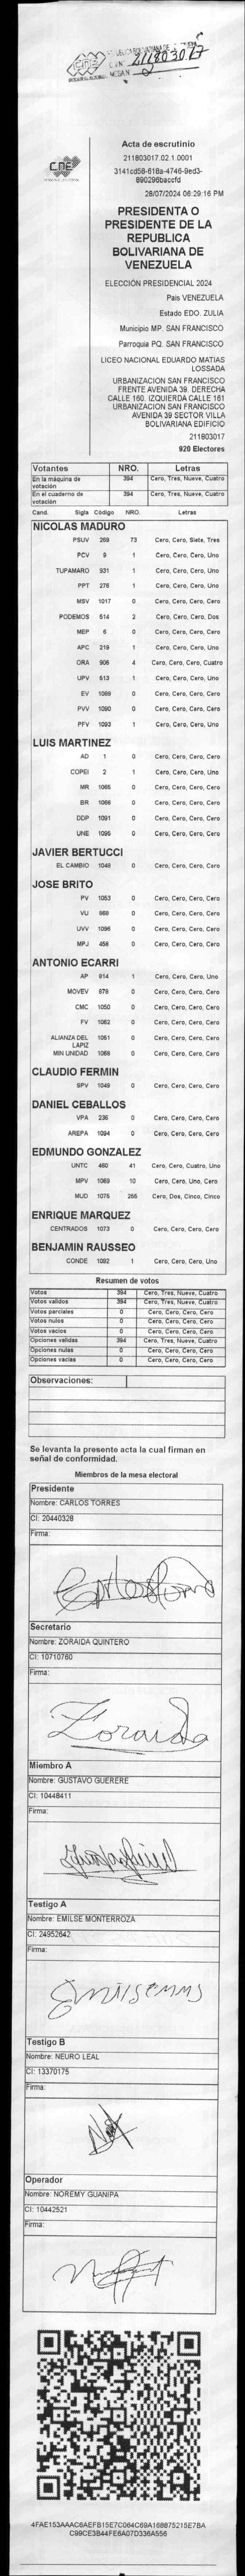 211803017
CNE
CNE
Acta de escrutinio
211803017.02.1.0001
3141cd58-618a-4746-9ed3-
890296baccfd
28/07/2024 06:29:16 PM
PRESIDENTA O
PRESIDENTE DE LA
REPUBLICA
BOLIVARIANA DE
VENEZUELA
ELECCIÓN PRESIDENCIAL 2024
Pais VENEZUELA
Estado EDO. ZULIA
Municipio MP. SAN FRANCISCO
Parroquia PQ. SAN FRANCISCO
LICEO NACIONAL EDUARDO MATIAS
LOSSADA
URBANIZACION SAN FRANCISCO
FRENTE AVENIDA 39. DERECHA
CALLE 160. IZQUIERDA CALLE 161
URBANIZACION SAN FRANCISCO
AVENIDA 39 SECTOR VILLA
BOLIVARIANA EDIFICIO
211803017
920 Electores
Votantes NRO. Letras
En la máquina de votación 394 Cero, Tres, Nueve, Cuatro
En el cuaderno de votación 394 Cero, Tres, Nueve, Cuatro
Cand. Sigla Código NRO. Letras
NICOLAS MADURO
PSUV 269 73 Cero, Cero, Siete, Tres
PCV 9 1 Cero, Cero, Cero, Uno
TUPAMARO 931 1 Cero, Cero, Cero, Uno
PPT 276 1 Cero, Cero, Cero, Uno
MSV 1017 0 Cero, Cero, Cero, Cero
PODEMOS 514 2 Cero, Cero, Cero, Dos
MEP 6 0 Cero, Cero, Cero, Cero
APC 219 1 Cero, Cero, Cero, Uno
ORA 906 4 Cero, Cero, Cero, Cuatro
UPV 513 1 Cero, Cero, Cero, Uno
EV 1089 0 Cero, Cero, Cero, Cero
PVV 1090 0 Cero, Cero, Cero, Cero
PFV 1093 1 Cero, Cero, Cero, Uno
LUIS MARTINEZ
AD 1 0 Cero, Cero, Cero, Cero
COPEI 2 1 Cero, Cero, Cero, Uno
MR 1065 0 Cero, Cero, Cero, Cero
BR 1066 0 Cero, Cero, Cero, Cero
DDP 1091 0 Cero, Cero, Cero, Cero
UNE 1095 0 Cero, Cero, Cero, Cero
JAVIER BERTUCCI
EL CAMBIO 1048 0 Cero, Cero, Cero, Cero
JOSE BRITO
PV 1053 0 Cero, Cero, Cero, Cero
VU 968 0 Cero, Cero, Cero, Cero
UVV 1096 0 Cero, Cero, Cero, Cero
MPJ 458 0 Cero, Cero, Cero, Cero
ANTONIO ECARRI
AP 914 1 Cero, Cero, Cero, Uno
MOVEV 978 0 Cero, Cero, Cero, Cero
CMC 1050 0 Cero, Cero, Cero, Cero
FV 1062 0 Cero, Cero, Cero, Cero
ALIANZA DEL LAPIZ 1051 0 Cero, Cero, Cero, Cero
MIN UNIDAD 1068 0 Cero, Cero, Cero, Cero
CLAUDIO FERMIN
SPV 1049 0 Cero, Cero, Cero, Cero
DANIEL CEBALLOS
VPA 236 0 Cero, Cero, Cero, Cero
AREPA 1094 0 Cero, Cero, Cero, Cero
EDMUNDO GONZALEZ
UNTC 460 41 Cero, Cero, Cuatro, Uno
MPV 1069 10 Cero, Cero, Uno, Cero
MUD 1075 255 Cero, Dos, Cinco, Cinco
ENRIQUE MARQUEZ
CENTRADOS 1073 0 Cero, Cero, Cero, Cero
BENJAMIN RAUSSEO
CONDE 1092 1 Cero, Cero, Cero, Uno
Resumen de votos
Votos 394 Cero, Tres, Nueve, Cuatro
Votos validos 394 Cero, Tres, Nueve, Cuatro
Votos parciales 0 Cero, Cero, Cero, Cero
Votos nulos 0 Cero, Cero, Cero, Cero
Votos vacios 0 Cero, Cero, Cero, Cero
Opciones validas 394 Cero, Tres, Nueve, Cuatro
Opciones nulas 0 Cero, Cero, Cero, Cero
Opciones vacias 0 Cero, Cero, Cero, Cero
Observaciones:
Se levanta la presente acta la cual firman en
señal de conformidad.
Miembros de la mesa electoral
Presidente
Nombre: CARLOS TORRES
CI: 20440328
Firma:
Secretario
Nombre: ZORAIDA QUINTERO
CI: 10710760
Firma:
Zoraida
Miembro A
Nombre: GUSTAVO GUERERE
CI: 10448411
Firma:
Testigo A
Nombre: EMILSE MONTERROZA
CI: 24952642
Firma:
Testigo B
Nombre: NEURO LEAL
CI: 13370175
Firma:
Operador
Nombre: NOREMY GUANIPA
CI: 10442521
Firma:
4FAE153AAAC6AEFB15E7C064C69A168875215E7BA
C99CE3B44FE6A07D336A556